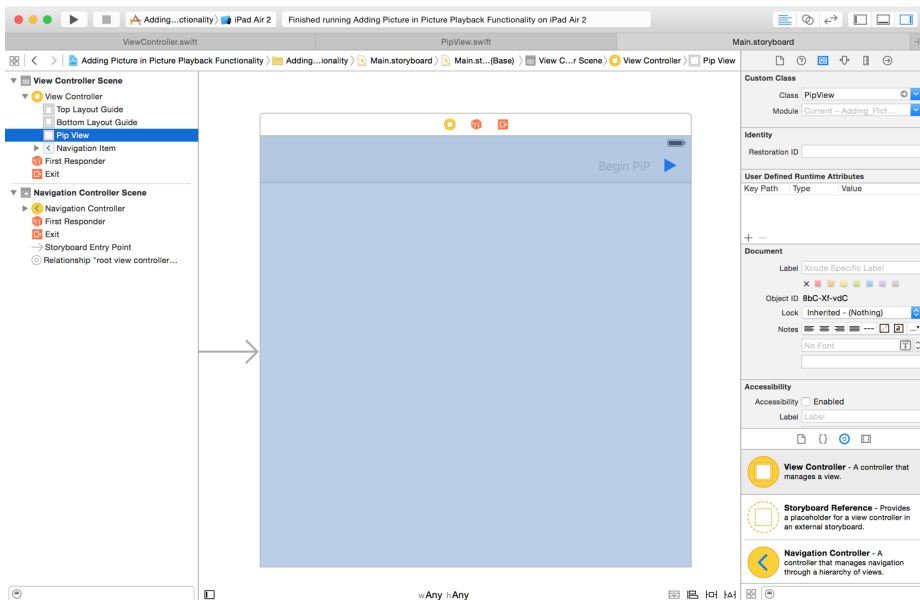 Adding...ctionality
iPad Air 2
Finished running Adding Picture in Picture Playback Functionality on iPad Air 2
ViewController.swift
PipView.swift
Main.storyboard
Adding Picture in Picture Playback Functionality
Adding...ionality
Main.storyboard
Main.st...(Base)
View C...r Scene
View Controller
Pip View
View Controller Scene
View Controller
Top Layout Guide
Bottom Layout Guide
Pip View
Navigation Item
First Responder
Exit
Navigation Controller Scene
Navigation Controller
First Responder
Exit
Storyboard Entry Point
Relationship "root view controller...
Begin PiP
wAny hAny
Custom Class
Class PipView
Module Current – Adding_Pict...
Identity
Restoration ID
User Defined Runtime Attributes
Key Path Type Value
Document
Label Xcode Specific Label
Object ID 8bC-Xf-vdC
Lock Inherited - (Nothing)
Notes
No Font
Accessibility
Accessibility Enabled
Label Label
View Controller - A controller that
manages a view.
Storyboard Reference - Provides
a placeholder for a view controller in
an external storyboard.
Navigation Controller - A
controller that manages navigation
through a hierarchy of views.